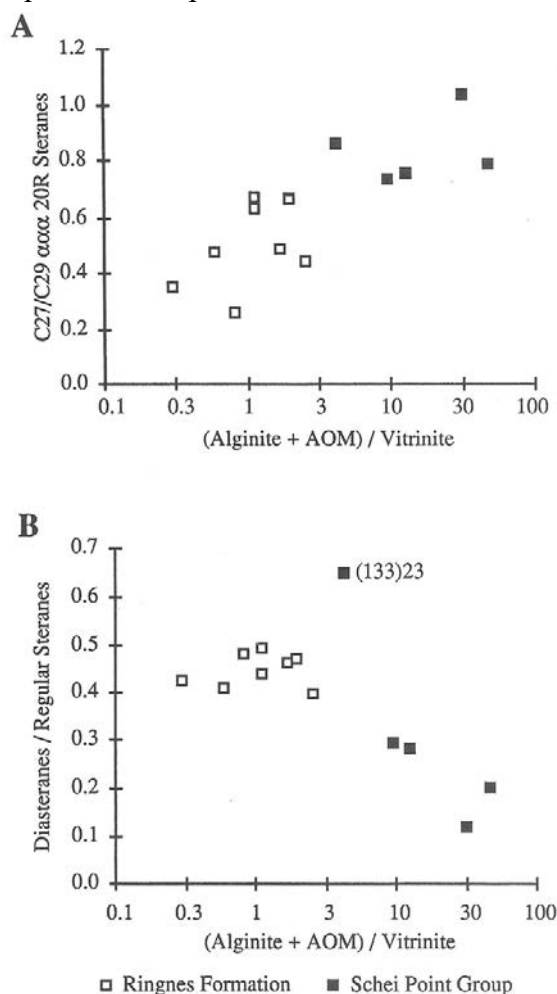 A
1.2
1.0
0.8
0.6
0.4
0.2
0.0
C27/C29 ααα 20R Steranes
0.1 0.3 1 3 10 30 100
(Alginite + AOM) / Vitrinite
B
0.7
0.6
0.5
0.4
0.3
0.2
0.1
0.0
Diasteranes / Regular Steranes
(133)23
0.1 0.3 1 3 10 30 100
(Alginite + AOM) / Vitrinite
Ringnes Formation Schei Point Group